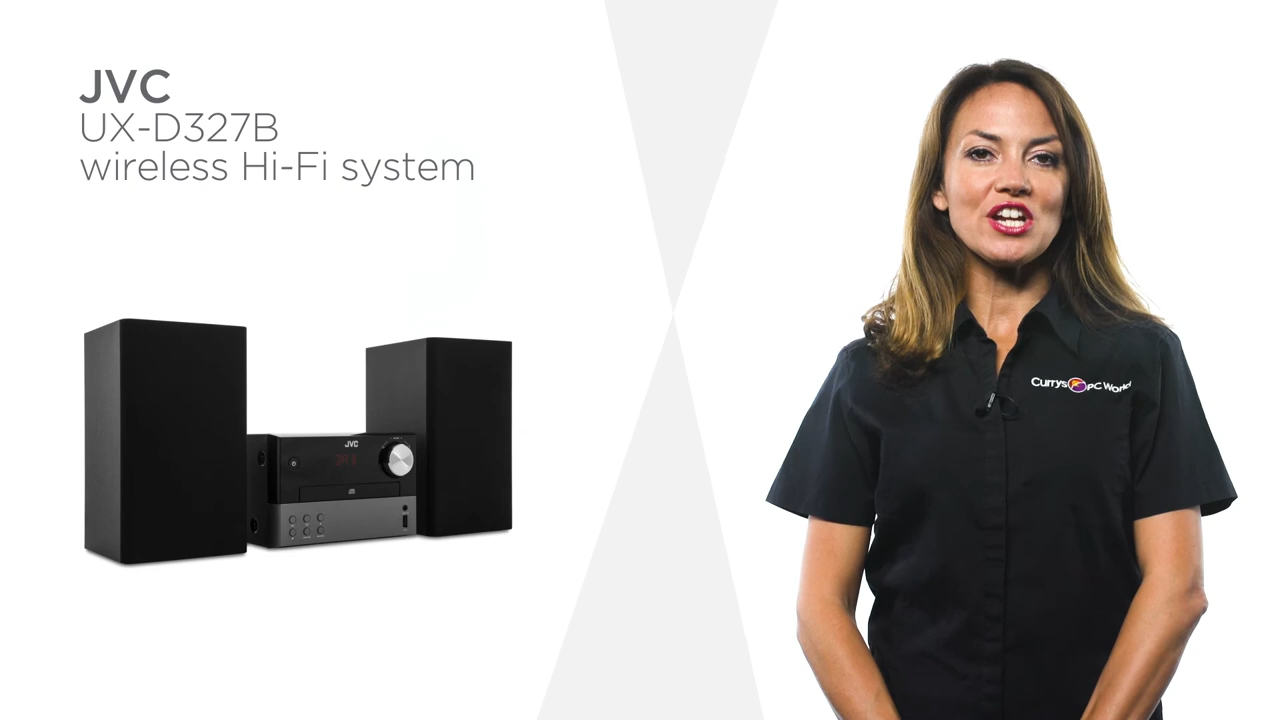 JVC
UX-D327B
wireless Hi-Fi system
JVC
Currys PC World